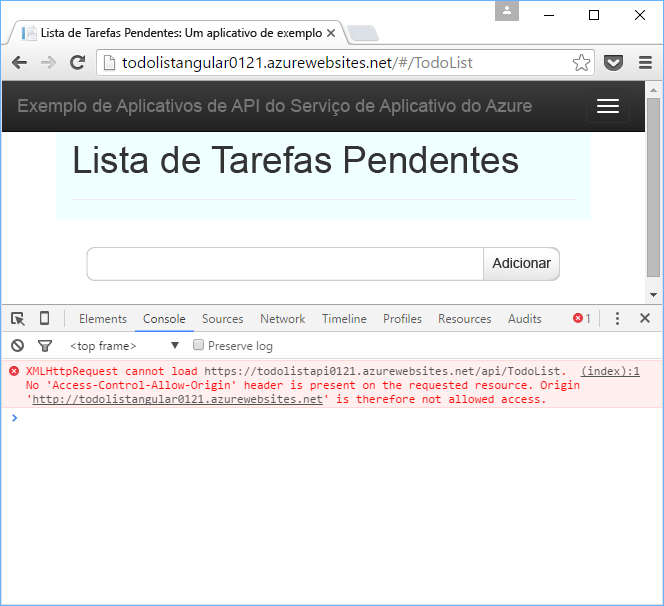 Lista de Tarefas Pendentes: Um aplicativo de exemplo
todolistangular0121.azurewebsites.net/#/TodoList
Exemplo de Aplicativos de API do Serviço de Aplicativo do Azure
Lista de Tarefas Pendentes
Adicionar
Elements Console Sources Network Timeline Profiles Resources Audits 1
<top frame> Preserve log
XMLHttpRequest cannot load https://todolistapi0121.azurewebsites.net/api/TodoList. (index):1
No 'Access-Control-Allow-Origin' header is present on the requested resource. Origin
'http://todolistangular0121.azurewebsites.net' is therefore not allowed access.